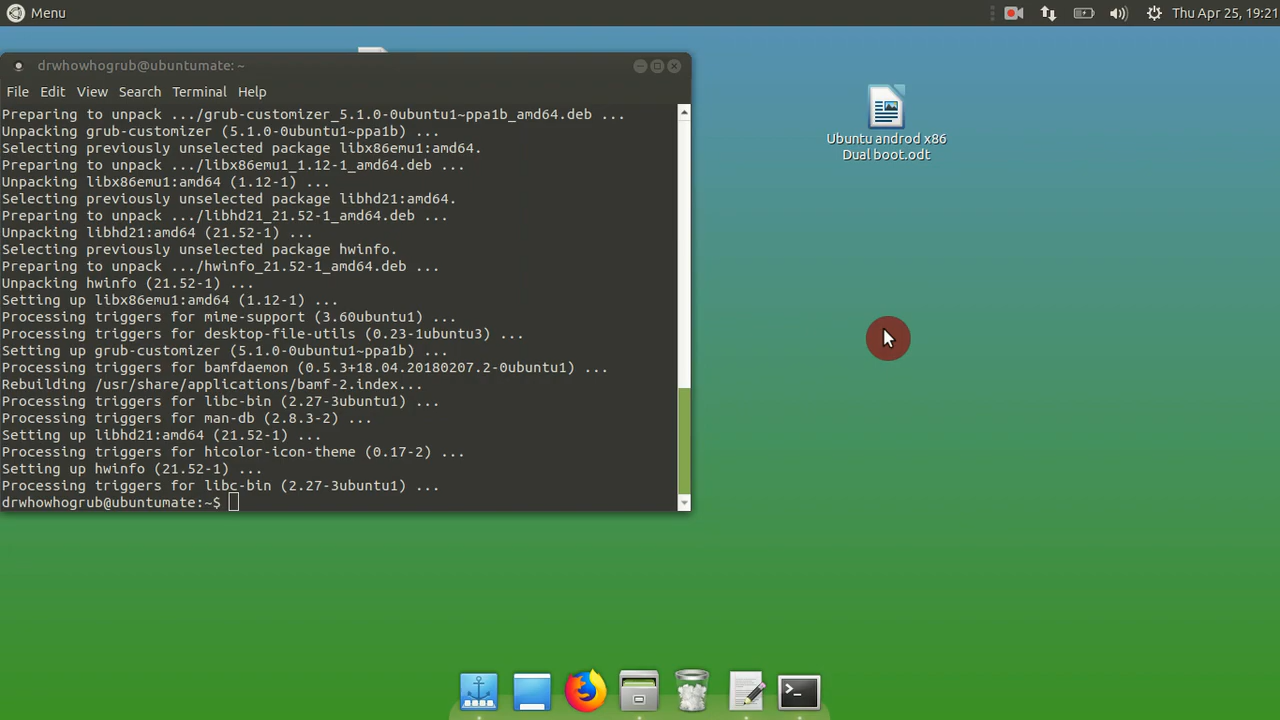 Menu
Thu Apr 25, 19:21
drwhowhogrub@ubuntumate: ~
File Edit View Search Terminal Help
Preparing to unpack .../grub-customizer_5.1.0-0ubuntu1~ppa1b_amd64.deb ...
Unpacking grub-customizer (5.1.0-0ubuntu1~ppa1b) ...
Selecting previously unselected package libx86emu1:amd64.
Preparing to unpack .../libx86emu1_1.12-1_amd64.deb ...
Unpacking libx86emu1:amd64 (1.12-1) ...
Selecting previously unselected package libhd21:amd64.
Preparing to unpack .../libhd21_21.52-1_amd64.deb ...
Unpacking libhd21:amd64 (21.52-1) ...
Selecting previously unselected package hwinfo.
Preparing to unpack .../hwinfo_21.52-1_amd64.deb ...
Unpacking hwinfo (21.52-1) ...
Setting up libx86emu1:amd64 (1.12-1) ...
Processing triggers for mime-support (3.60ubuntu1) ...
Processing triggers for desktop-file-utils (0.23-1ubuntu3) ...
Setting up grub-customizer (5.1.0-0ubuntu1~ppa1b) ...
Processing triggers for bamfdaemon (0.5.3+18.04.20180207.2-0ubuntu1) ...
Rebuilding /usr/share/applications/bamf-2.index...
Processing triggers for libc-bin (2.27-3ubuntu1) ...
Processing triggers for man-db (2.8.3-2) ...
Setting up libhd21:amd64 (21.52-1) ...
Processing triggers for hicolor-icon-theme (0.17-2) ...
Setting up hwinfo (21.52-1) ...
Processing triggers for libc-bin (2.27-3ubuntu1) ...
drwhowhogrub@ubuntumate:~$
Ubuntu androd x86
Dual boot.odt